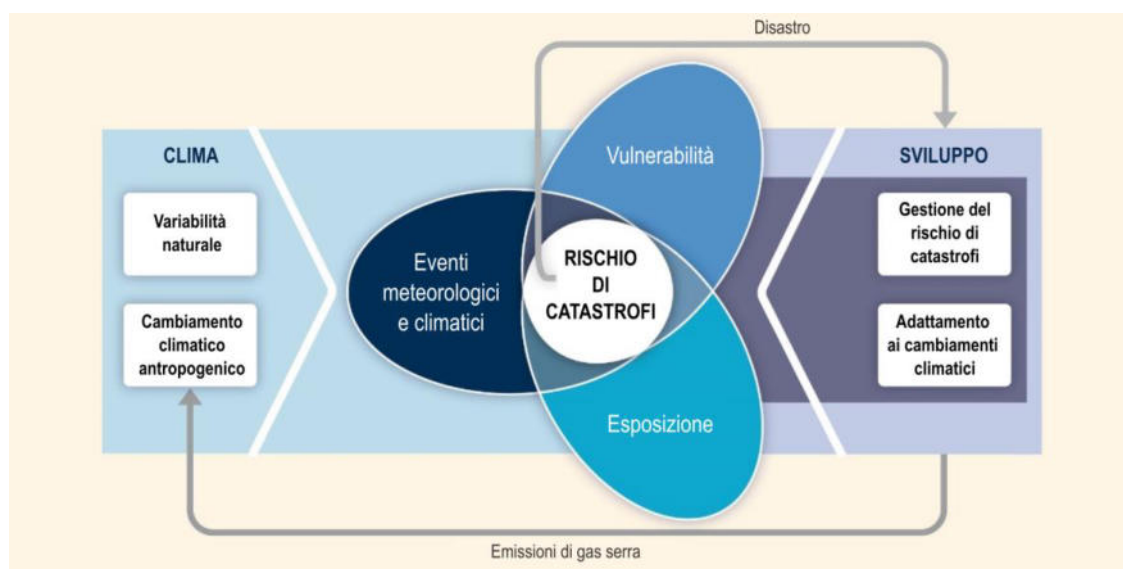 Disastro
CLIMA
Variabilità
naturale
Cambiamento
climatico
antropogenico
Eventi
meteorologici
e climatici
Vulnerabilità
RISCHIO
DI
CATASTROFI
Esposizione
SVILUPPO
Gestione del
rischio di
catastrofi
Adattamento
ai cambiamenti
climatici
Emissioni di gas serra